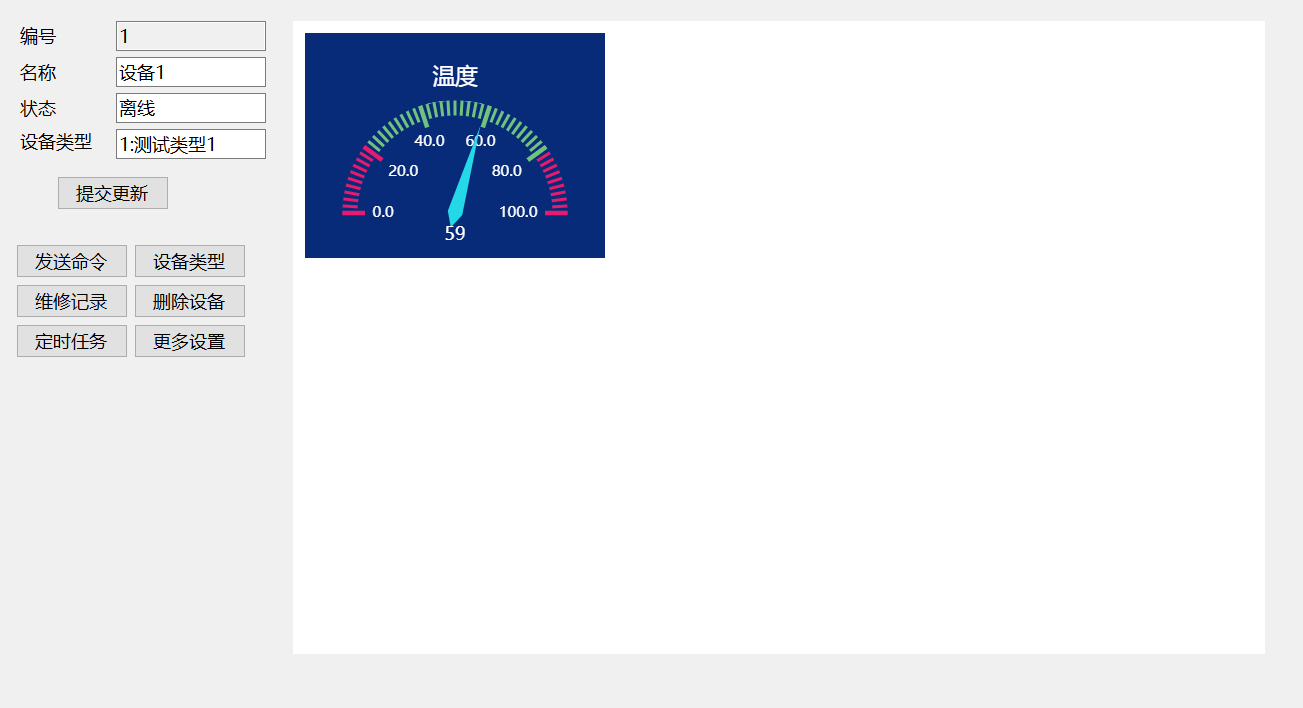 编号 1
名称 设备1
状态 离线
设备类型 1:测试类型1
提交更新
发送命令 设备类型
维修记录 删除设备
定时任务 更多设置
温度
40.0 60.0
20.0 80.0
0.0 100.0
59